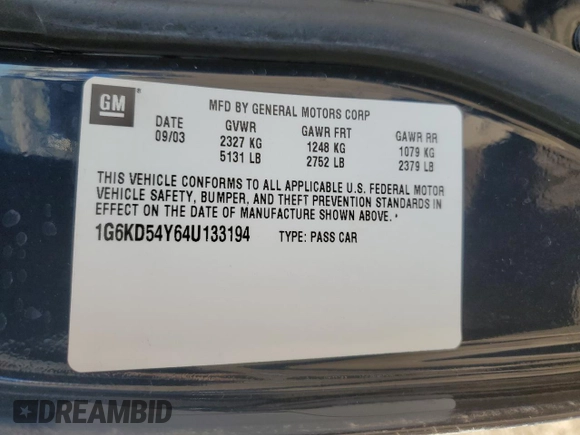 GM
MFD BY GENERAL MOTORS CORP
DATE GVWR GAWR FRT GAWR RR
09/03 2327 KG 1248 KG 1079 KG
5131 LB 2752 LB 2379 LB
THIS VEHICLE CONFORMS TO ALL APPLICABLE U.S. FEDERAL MOTOR
VEHICLE SAFETY, BUMPER, AND THEFT PREVENTION STANDARDS IN
EFFECT ON THE DATE OF MANUFACTURE SHOWN ABOVE. *
1G6KD54Y64U133194 TYPE: PASS CAR
DREAMBID